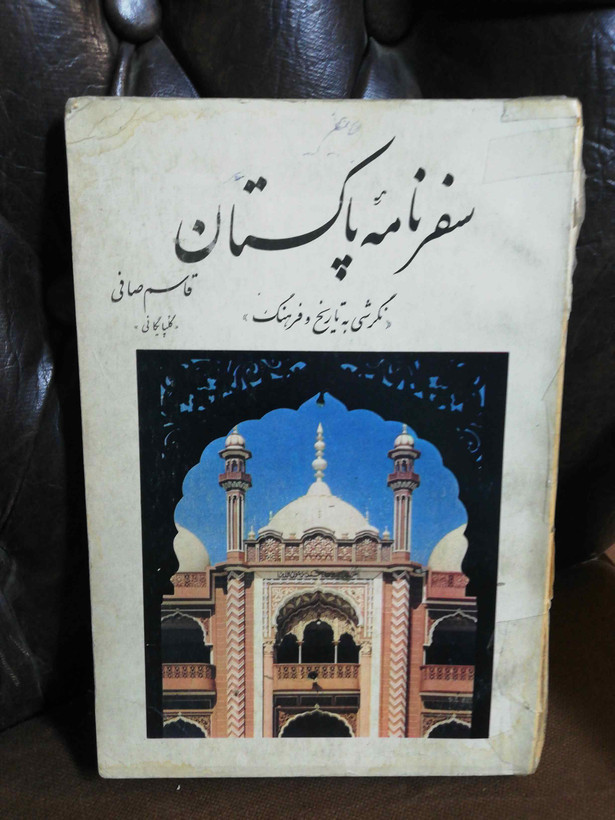 سفرنامهٔ پاکستان
قاسم صافی
«نگرشی به تاریخ و فرهنگ»
«گلپایگانی»